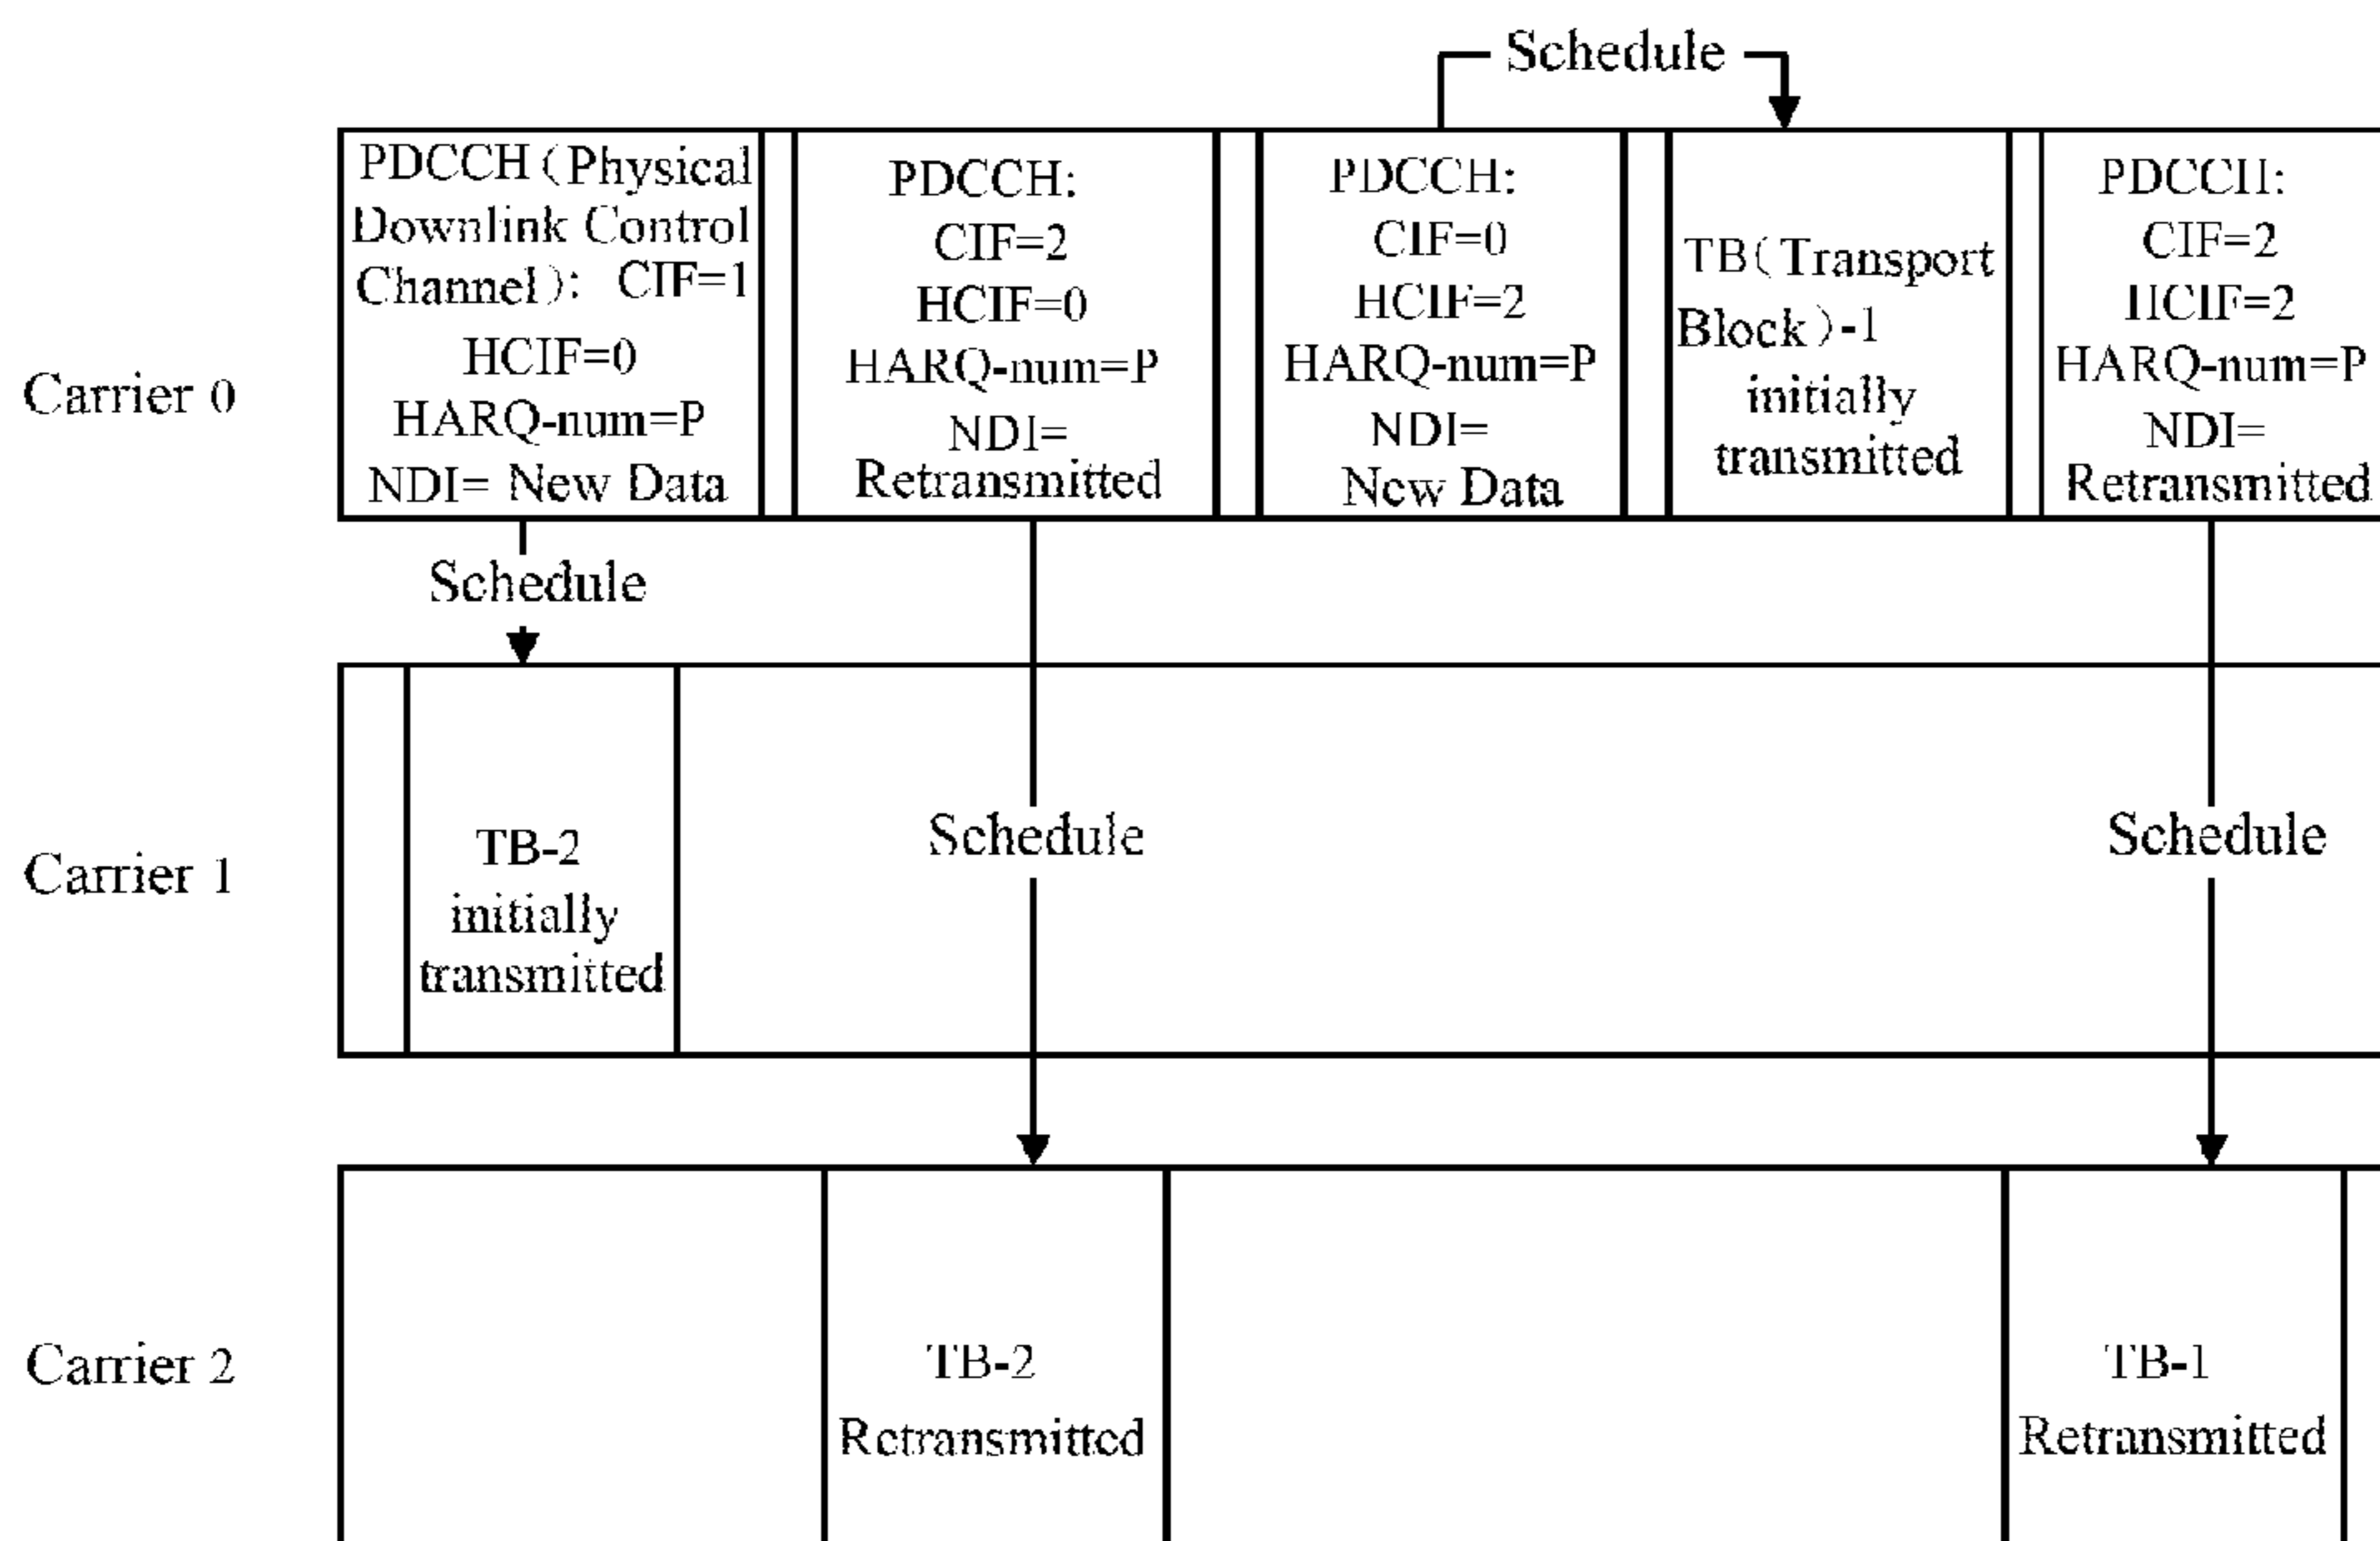 Schedule
Carrier 0
PDCCH (Physical
Downlink Control
Channel): CIF=1
HCIF=0
HARQ-num=P
NDI= New Data
PDCCH:
CIF=2
HCIF=0
HARQ-num=P
NDI=
Retransmitted
PDCCH:
CIF=0
HCIF=2
HARQ-num=P
NDI=
New Data
TB(Transport
Block)-1
initially
transmitted
PDCCH:
CIF=2
HCIF=2
HARQ-num=P
NDI=
Retransmitted
Schedule
Carrier 1
TB-2
initially
transmitted
Schedule
Schedule
Carrier 2
TB-2
Retransmitted
TB-1
Retransmitted